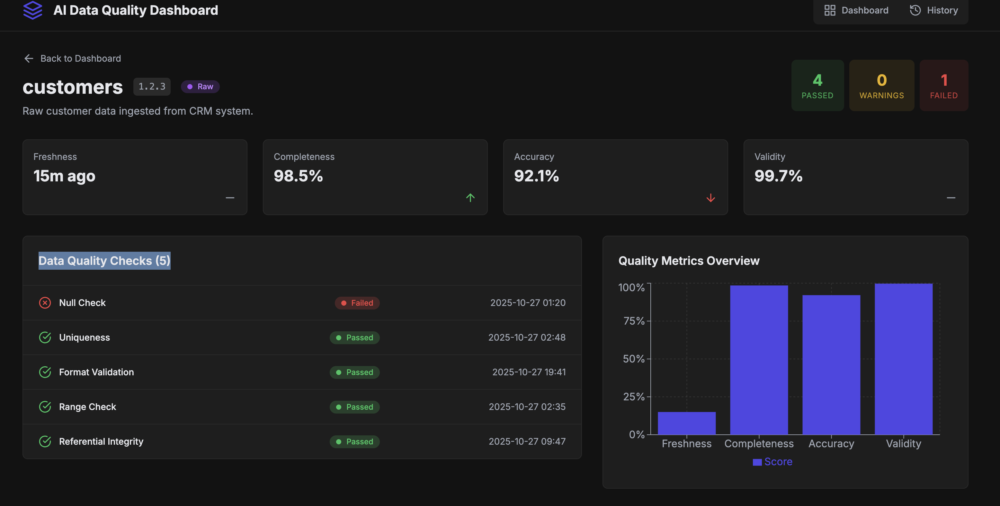 AI Data Quality Dashboard
Dashboard
History
Back to Dashboard
customers 1.2.3 Raw
Raw customer data ingested from CRM system.
4
PASSED
0
WARNINGS
1
FAILED
Freshness
15m ago
Completeness
98.5%
Accuracy
92.1%
Validity
99.7%
Data Quality Checks (5)
Null Check Failed 2025-10-27 01:20
Uniqueness Passed 2025-10-27 02:48
Format Validation Passed 2025-10-27 19:41
Range Check Passed 2025-10-27 02:35
Referential Integrity Passed 2025-10-27 09:47
Quality Metrics Overview
100%
75%
50%
25%
0%
Freshness Completeness Accuracy Validity
Score